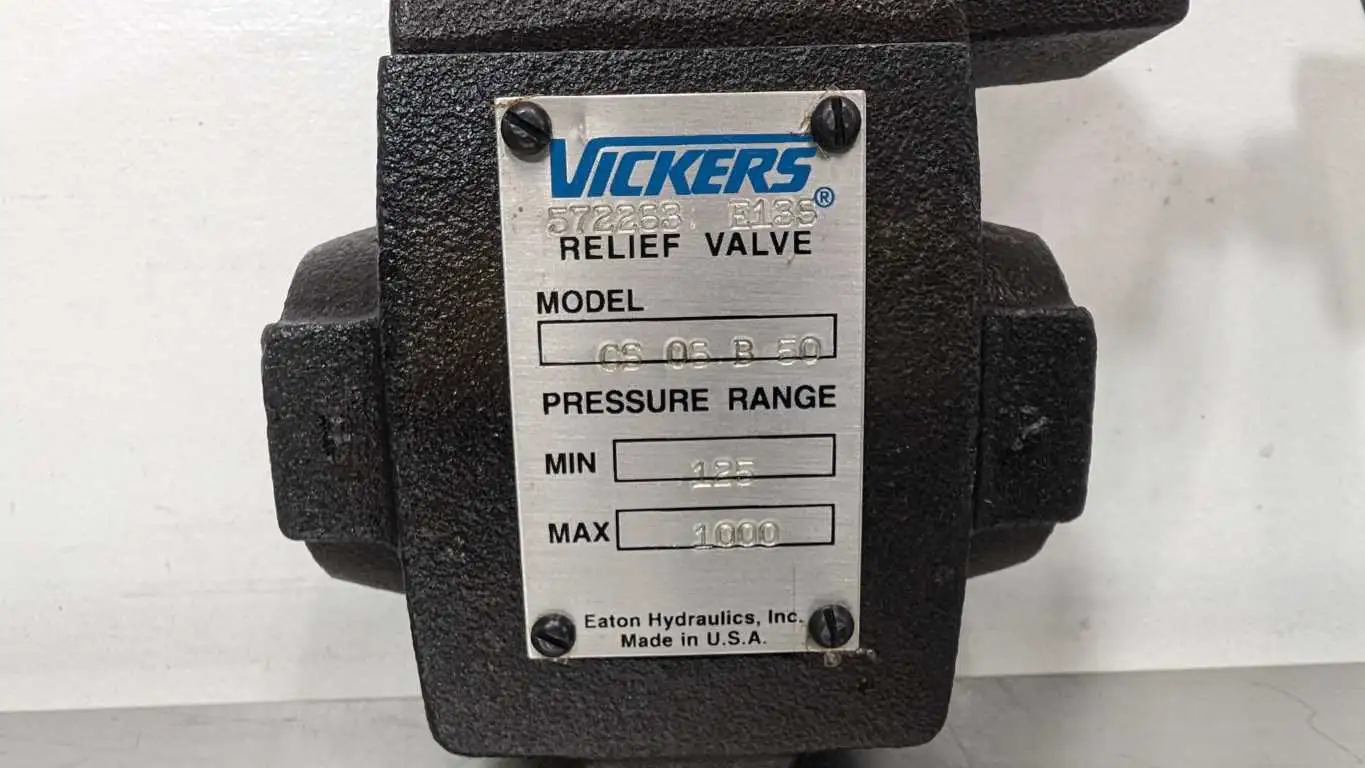 VICKERS®
572263 E135
RELIEF VALVE
MODEL
CS 06 B 50
PRESSURE RANGE
MIN 125
MAX 1000
Eaton Hydraulics, Inc.
Made in U.S.A.